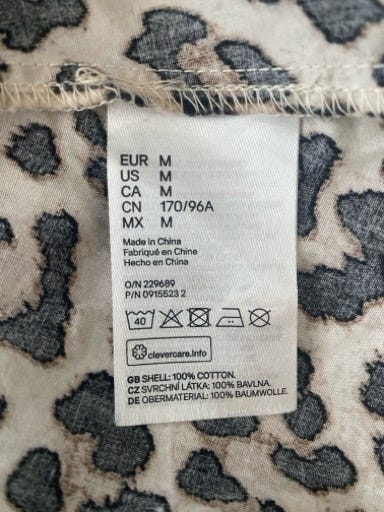 EUR M
US M
CA M
CN 170/96A
MX M
Made in China
Fabriqué en Chine
Hecho en China
O/N 229689
P/N 0915523 2
40
clevercare.info
GB SHELL: 100% COTTON.
CZ SVRCHNÍ LÁTKA: 100% BAVLNA.
DE OBERMATERIAL: 100% BAUMWOLLE.